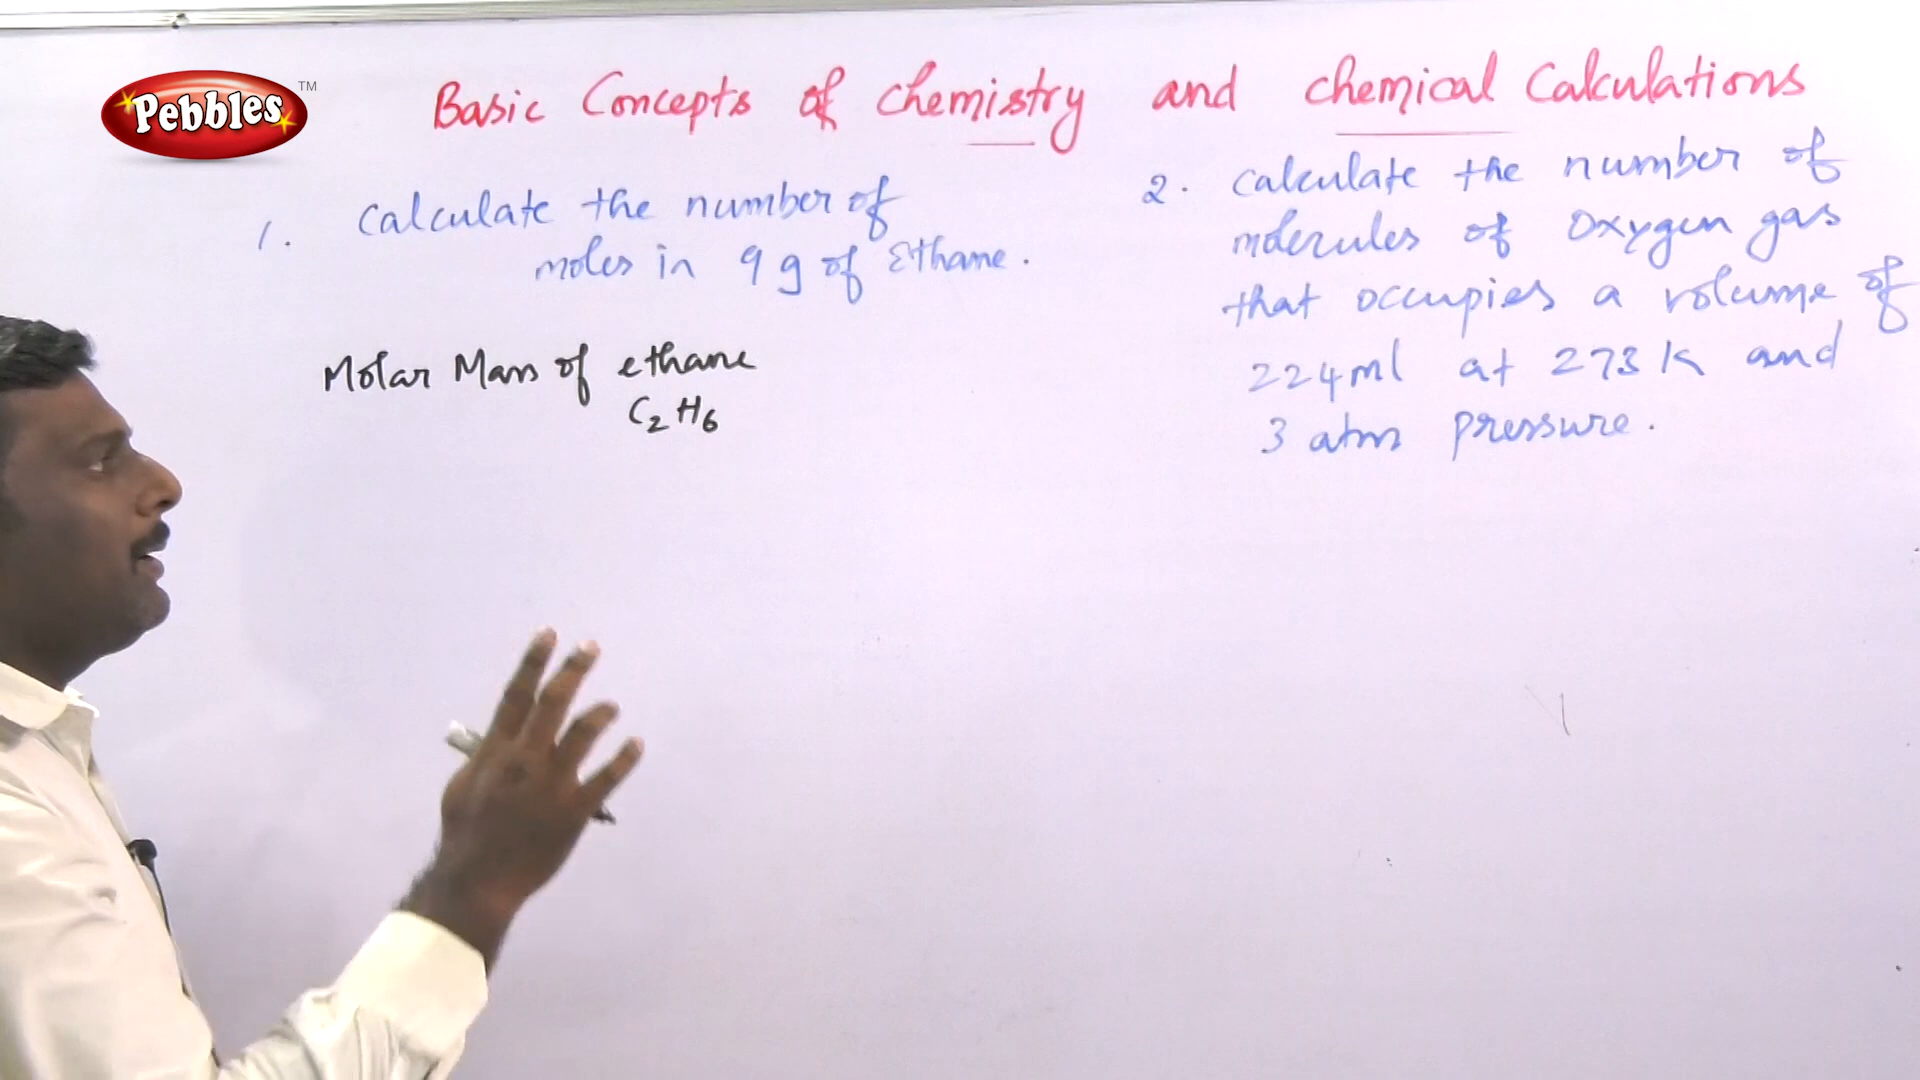 Pebbles TM
Basic Concepts of chemistry and chemical Calculations
1. Calculate the number of
moles in 9 g of Ethane.
Molar Mass of ethane
C₂H₆
2. Calculate the number of
molecules of Oxygen gas
that occupies a volume of
224 ml at 273 K and
3 atm pressure.